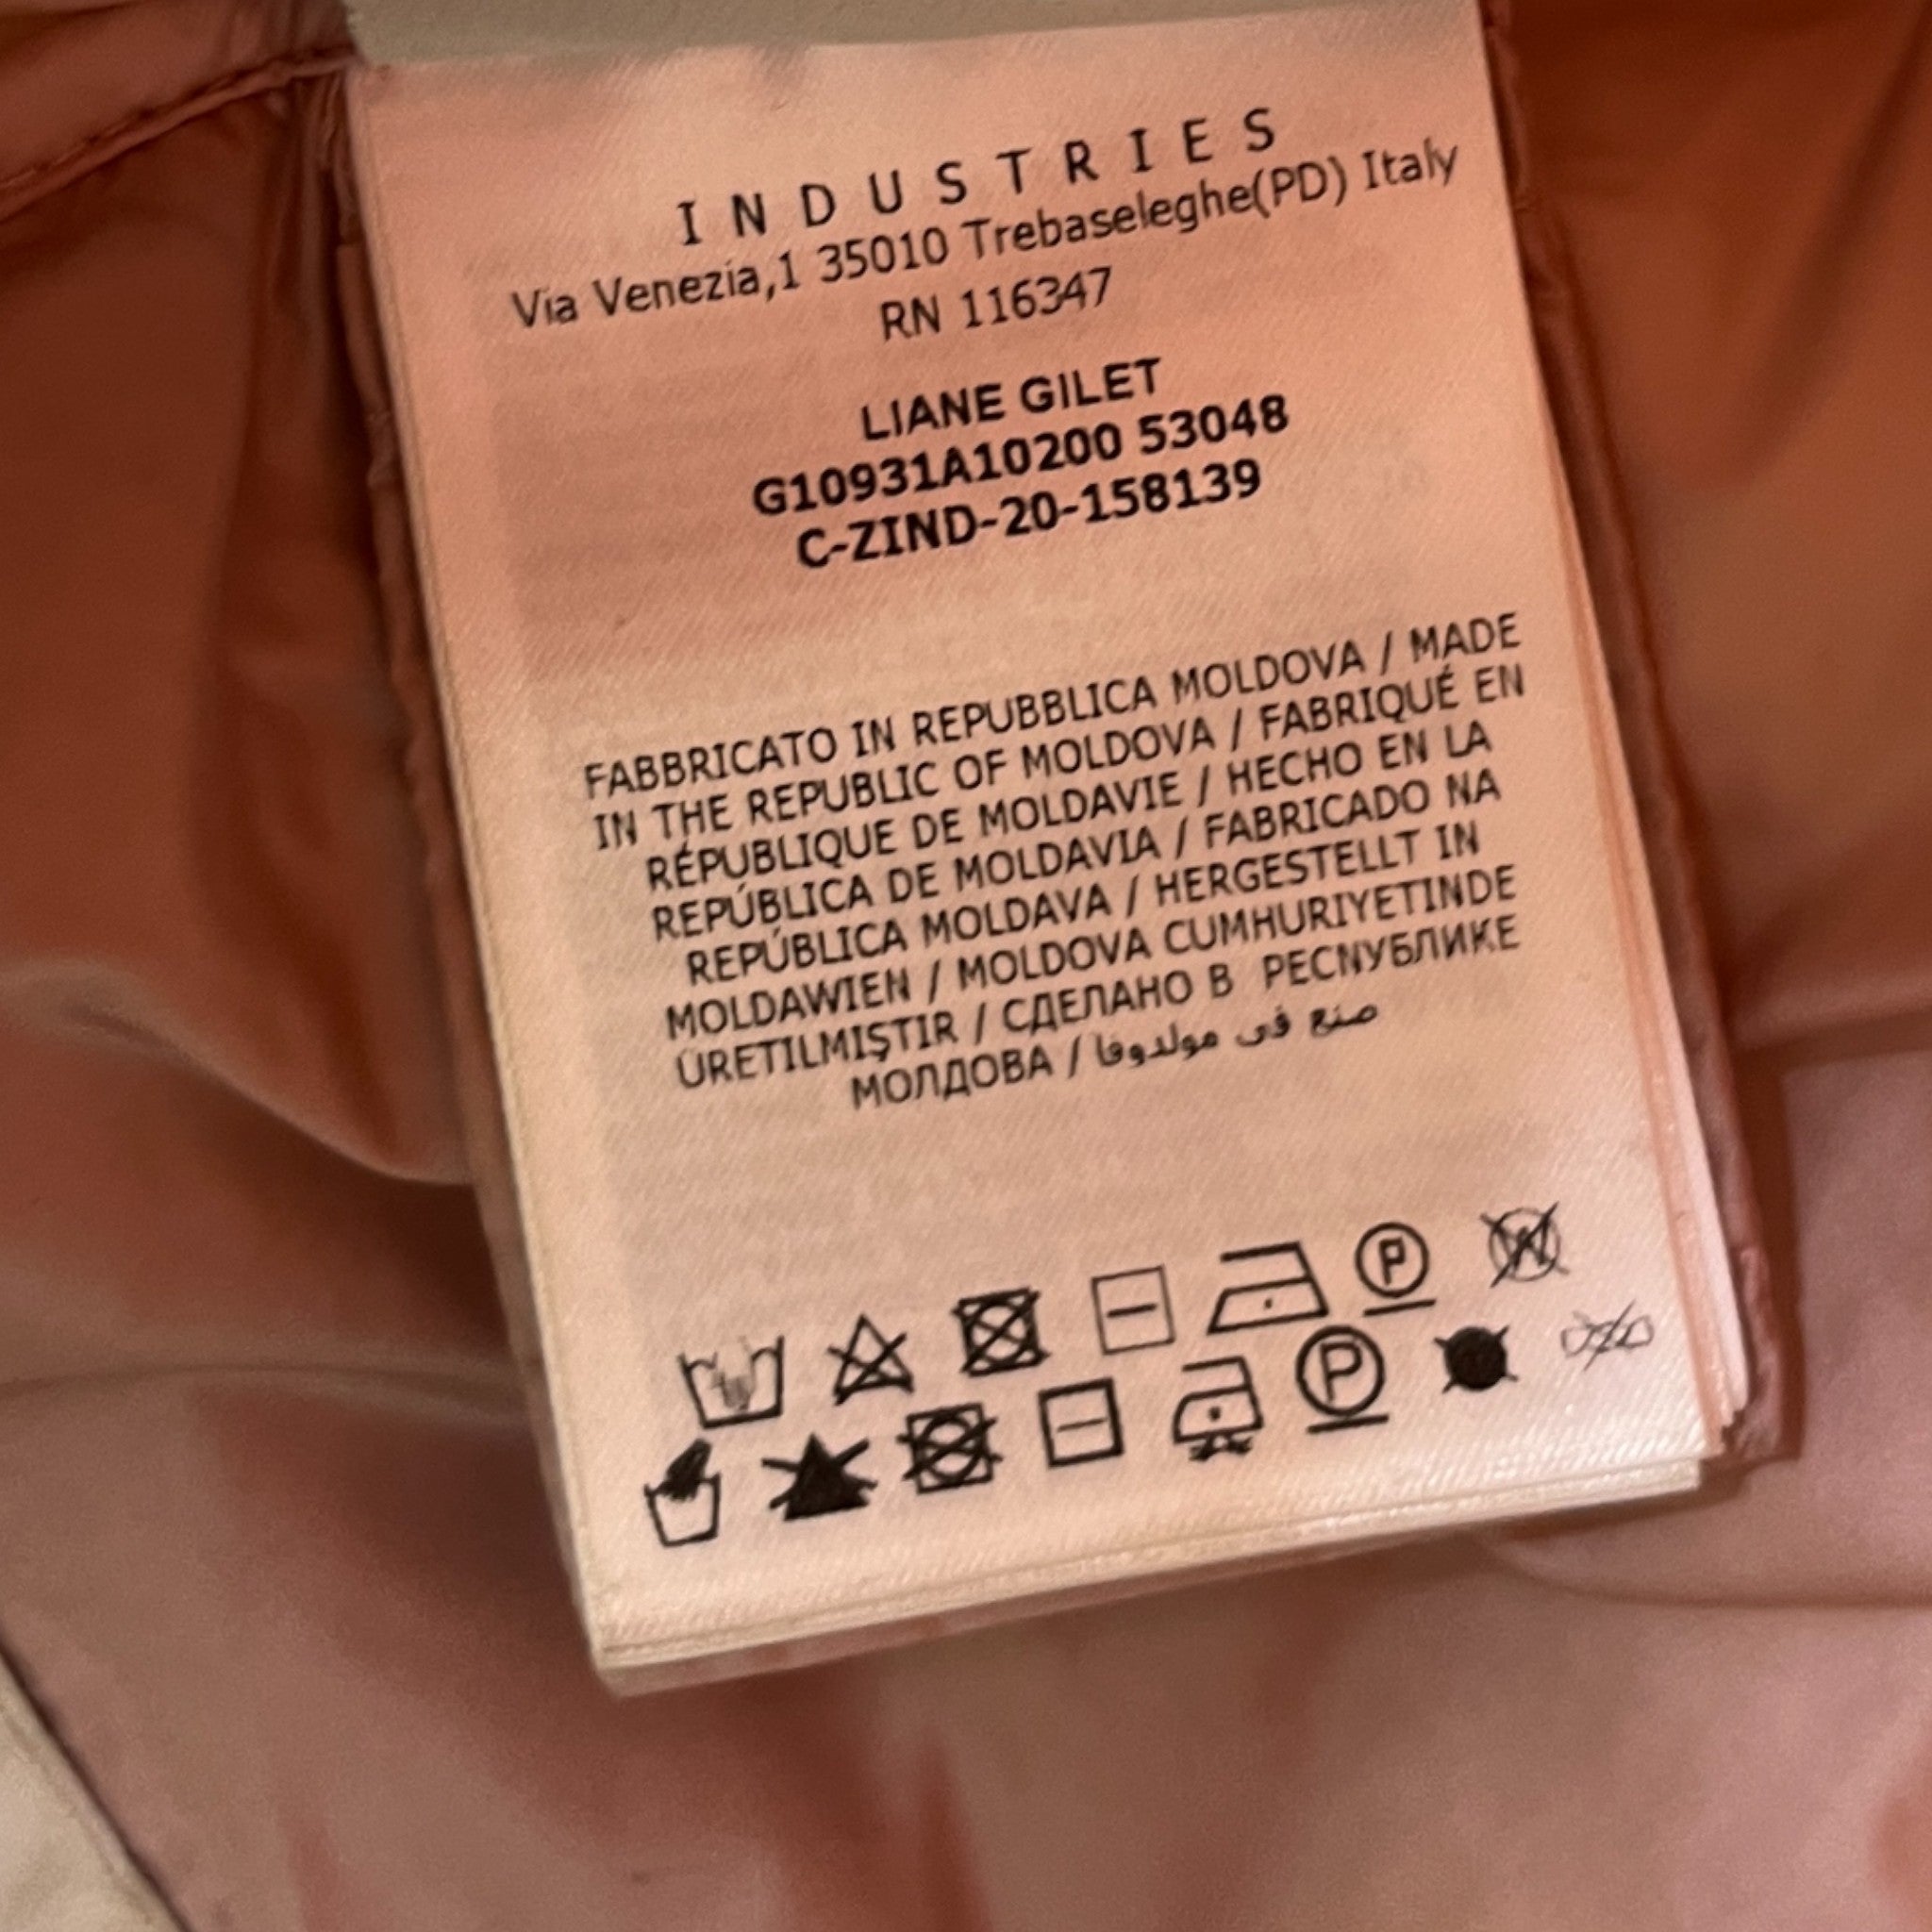 INDUSTRIES
Via Venezia,1 35010 Trebaseleghe(PD) Italy
RN 116347
LIANE GILET
G10931A10200 53048
C-ZIND-20-158139
FABBRICATO IN REPUBBLICA MOLDOVA / MADE
IN THE REPUBLIC OF MOLDOVA / FABRIQUÉ EN
RÉPUBLIQUE DE MOLDAVIE / HECHO EN LA
REPÚBLICA DE MOLDAVIA / FABRICADO NA
REPÚBLICA MOLDAVA / HERGESTELLT IN
MOLDAWIEN / MOLDOVA CUMHURIYETINDE
ÜRETILMIŞTIR / СДЕЛАНО В РЕСПУБЛИКЕ
МОЛДОВА / صنع في مولدوفا
P W
P